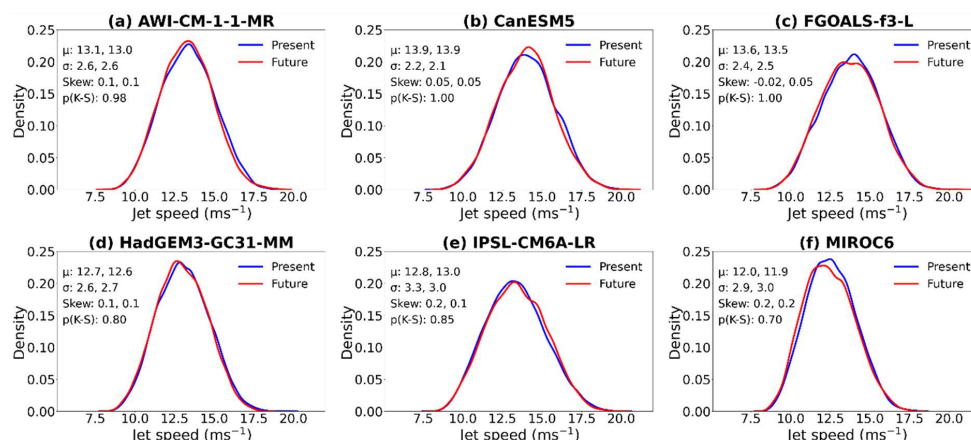 (a) AWI-CM-1-1-MR
0.25
0.20
0.15
0.10
0.05
0.00
Density
μ: 13.1, 13.0
σ: 2.6, 2.6
Skew: 0.1, 0.1
p(K-S): 0.98
Present
Future
7.5 10.0 12.5 15.0 17.5 20.0
Jet speed (ms⁻¹)
(b) CanESM5
0.25
0.20
0.15
0.10
0.05
0.00
Density
μ: 13.9, 13.9
σ: 2.2, 2.1
Skew: 0.05, 0.05
p(K-S): 1.00
Present
Future
7.5 10.0 12.5 15.0 17.5 20.0
Jet speed (ms⁻¹)
(c) FGOALS-f3-L
0.25
0.20
0.15
0.10
0.05
0.00
Density
μ: 13.6, 13.5
σ: 2.4, 2.5
Skew: -0.02, 0.05
p(K-S): 1.00
Present
Future
7.5 10.0 12.5 15.0 17.5 20.0
Jet speed (ms⁻¹)
(d) HadGEM3-GC31-MM
0.25
0.20
0.15
0.10
0.05
0.00
Density
μ: 12.7, 12.6
σ: 2.6, 2.7
Skew: 0.1, 0.1
p(K-S): 0.80
Present
Future
7.5 10.0 12.5 15.0 17.5 20.0
Jet speed (ms⁻¹)
(e) IPSL-CM6A-LR
0.25
0.20
0.15
0.10
0.05
0.00
Density
μ: 12.8, 13.0
σ: 3.3, 3.0
Skew: 0.2, 0.1
p(K-S): 0.85
Present
Future
7.5 10.0 12.5 15.0 17.5 20.0
Jet speed (ms⁻¹)
(f) MIROC6
0.25
0.20
0.15
0.10
0.05
0.00
Density
μ: 12.0, 11.9
σ: 2.9, 3.0
Skew: 0.2, 0.2
p(K-S): 0.70
Present
Future
7.5 10.0 12.5 15.0 17.5 20.0
Jet speed (ms⁻¹)